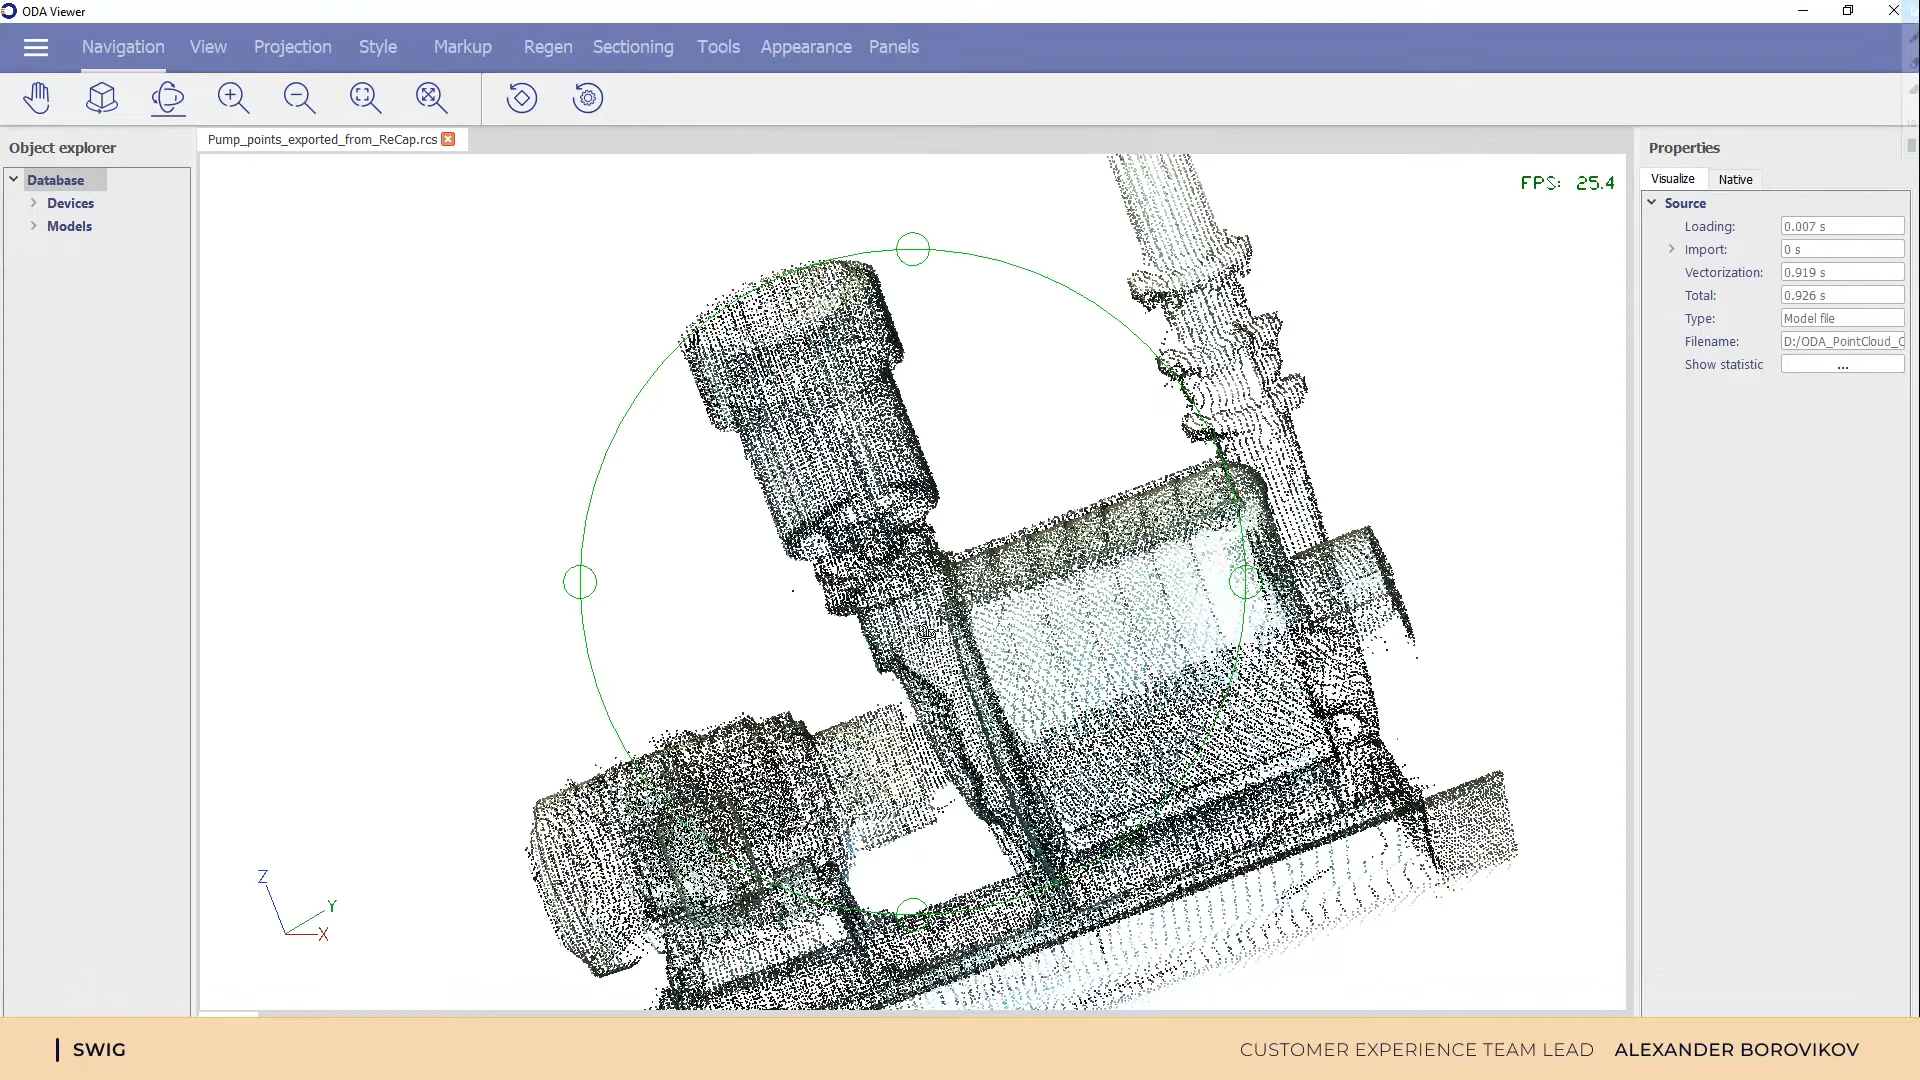 ODA Viewer
Navigation View Projection Style Markup Regen Sectioning Tools Appearance Panels
Object explorer
Database
Devices
Models
Pump_points_exported_from_ReCap.rcs
FPS: 25.4
Z
Y
X
Properties
Visualize Native
Source
Loading: 0.007 s
Import: 0 s
Vectorization: 0.919 s
Total: 0.926 s
Type: Model file
Filename: D:/ODA_PointCloud_C
Show statistic ...
SWIG
CUSTOMER EXPERIENCE TEAM LEAD ALEXANDER BOROVIKOV